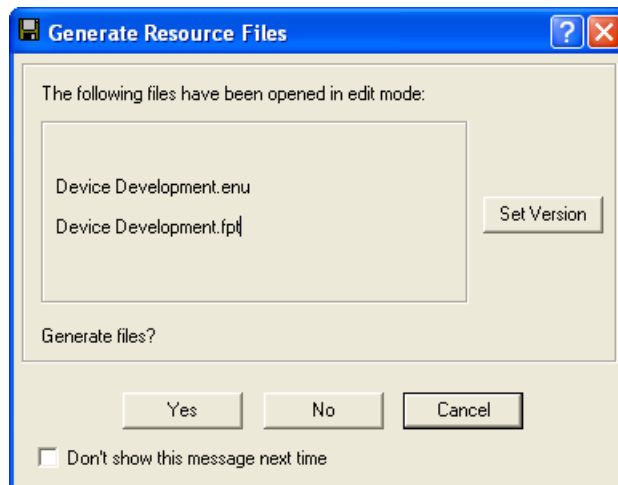 Generate Resource Files
The following files have been opened in edit mode:
Device Development.enu
Device Development.fpt
Set Version
Generate files?
Yes No Cancel
Don't show this message next time